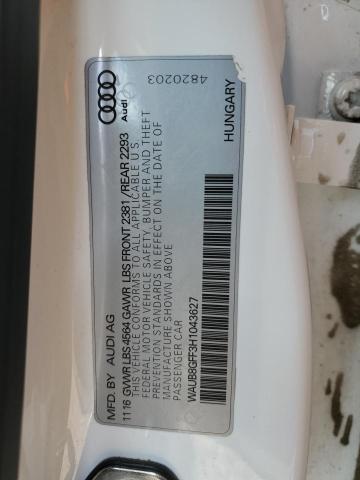 MFD. BY AUDI AG
Audi
4820203
11 16 GVWR LBS 4564 GAWR LBS FRONT 2381 / REAR 2293
THIS VEHICLE CONFORMS TO ALL APPLICABLE U S
FEDERAL MOTOR VEHICLE SAFETY, BUMPER AND THEFT
PREVENTION STANDARDS IN EFFECT ON THE DATE OF
MANUFACTURE SHOWN ABOVE
PASSENGER CAR
WAUB8GFF3H1043627
HUNGARY